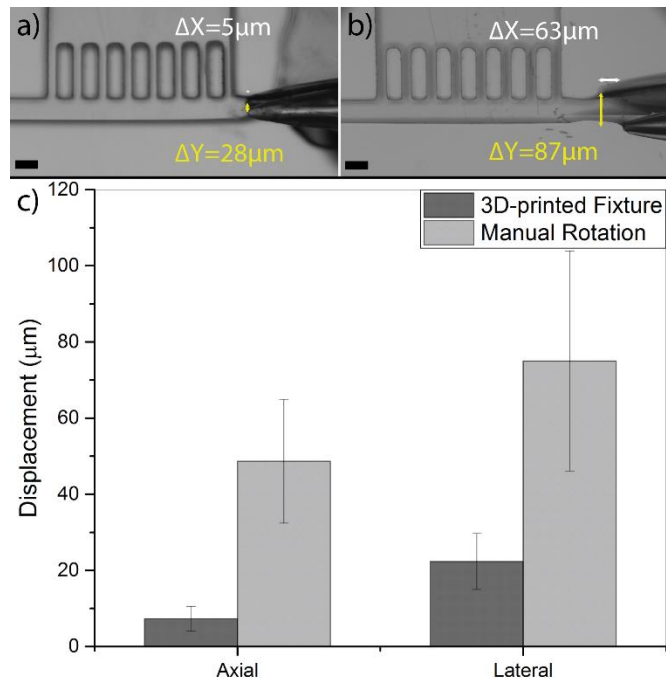 a)
ΔX=5μm
ΔY=28μm
b)
ΔX=63μm
ΔY=87μm
c)
3D-printed Fixture
Manual Rotation
120
100
80
60
40
20
0
Displacement (μm)
Axial
Lateral